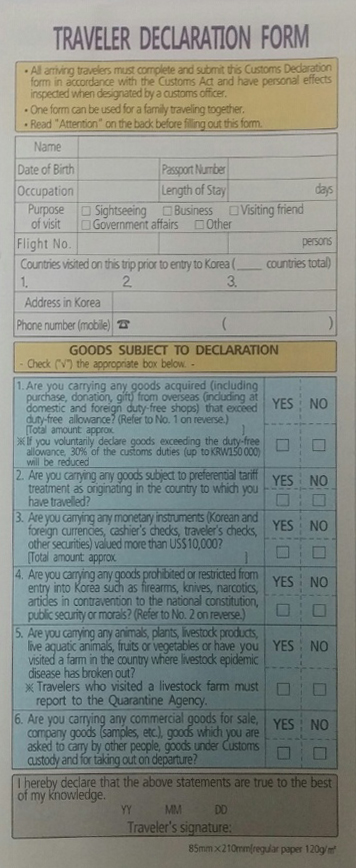 TRAVELER DECLARATION FORM
• All arriving travelers must complete and submit this Customs Declaration
form in accordance with the Customs Act and have personal effects
inspected when designated by a customs officer.
• One form can be used for a family traveling together.
• Read "Attention" on the back before filling out this form.
Name
Date of Birth Passport Number
Occupation Length of Stay days
Purpose of visit □ Sightseeing □ Business □ Visiting friend
□ Government affairs □ Other
Flight No. persons
Countries visited on this trip prior to entry to Korea (____ countries total)
1. 2. 3.
Address in Korea
Phone number (mobile) ☎ ( )
GOODS SUBJECT TO DECLARATION
- Check ("√") the appropriate box below. -
1. Are you carrying any goods acquired (including
purchase, donation, gift) from overseas (including at
domestic and foreign duty-free shops) that exceed
duty-free allowance? (Refer to No. 1 on reverse.)
[Total amount: approx. ]
YES NO
※ If you voluntarily declare goods exceeding the duty-free
allowance, 30% of the customs duties (up to KRW150 000)
will be reduced
□ □
2. Are you carrying any goods subject to preferential tariff
treatment as originating in the country to which you
have travelled?
YES NO
□ □
3. Are you carrying any monetary instruments (Korean and
foreign currencies, cashier's checks, traveler's checks,
other securities) valued more than US$10,000?
[Total amount: approx. ]
YES NO
□ □
4. Are you carrying any goods prohibited or restricted from
entry into Korea such as firearms, knives, narcotics,
articles in contravention to the national constitution,
public security or morals? (Refer to No. 2 on reverse.)
YES NO
□ □
5. Are you carrying any animals, plants, livestock products,
live aquatic animals, fruits or vegetables or have you
visited a farm in the country where livestock epidemic
disease has broken out?
YES NO
※ Travelers who visited a livestock farm must
report to the Quarantine Agency.
□ □
6. Are you carrying any commercial goods for sale,
company goods (samples, etc.), goods which you are
asked to carry by other people, goods under Customs
custody and for taking out on departure?
YES NO
□ □
I hereby declare that the above statements are true to the best
of my knowledge.
YY MM DD
Traveler's signature:
85mm×210mm[regular paper 120g/㎡